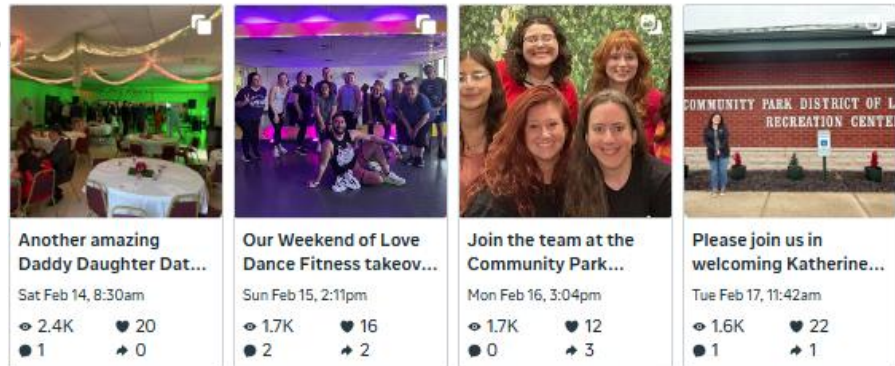 COMMUNITY PARK DISTRICT OF
RECREATION
Another amazing
Daddy Daughter Dat...
Sat Feb 14, 8:30am
2.4K 20
1 0
Our Weekend of Love
Dance Fitness takeov...
Sun Feb 15, 2:11pm
1.7K 16
2 2
Join the team at the
Community Park...
Mon Feb 16, 3:04pm
1.7K 12
0 3
Please join us in
welcoming Katherine...
Tue Feb 17, 11:42am
1.6K 22
1 1